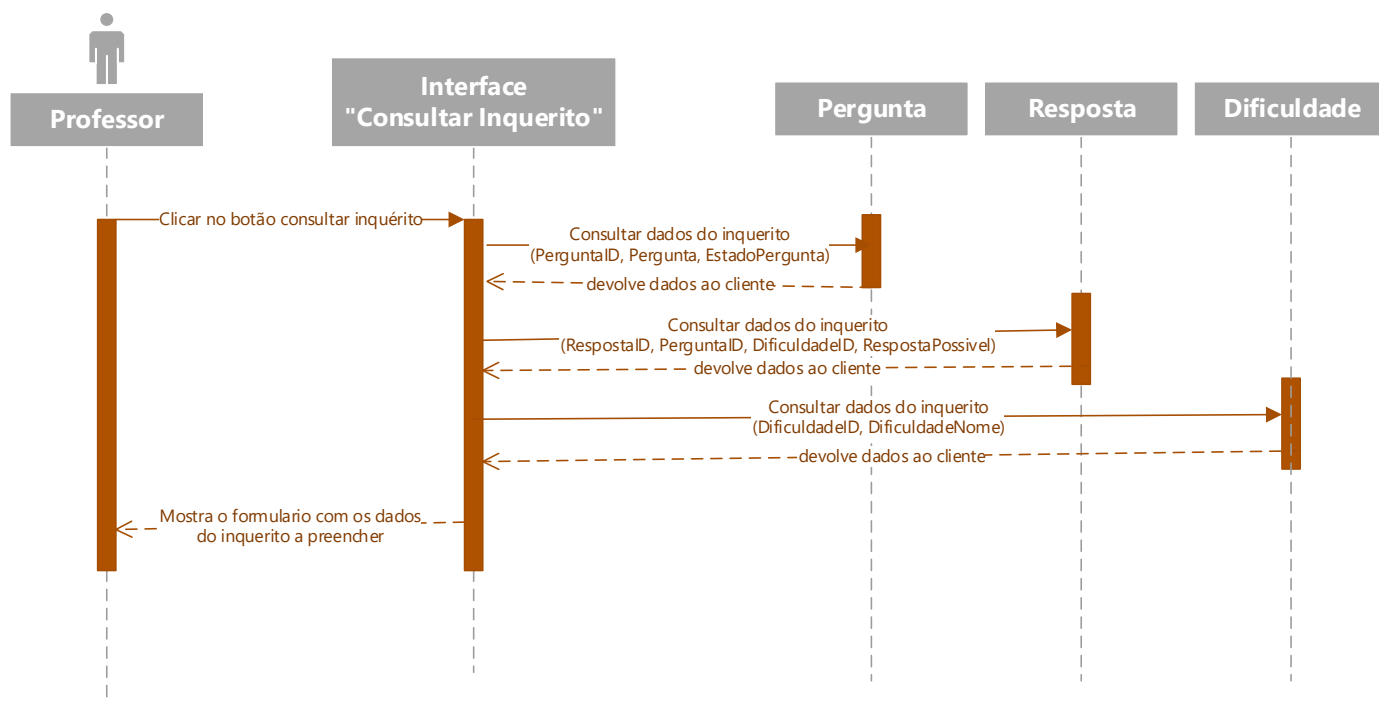 Professor
Interface
"Consultar Inquerito"
Pergunta
Resposta
Dificuldade
Clicar no botão consultar inquérito
Consultar dados do inquerito
(PerguntaID, Pergunta, EstadoPergunta)
devolve dados ao cliente
Consultar dados do inquerito
(RespostaID, PerguntaID, DificuldadeID, RespostaPossivel)
devolve dados ao cliente
Consultar dados do inquerito
(DificuldadeID, DificuldadeNome)
devolve dados ao cliente
Mostra o formulario com os dados
do inquerito a preencher